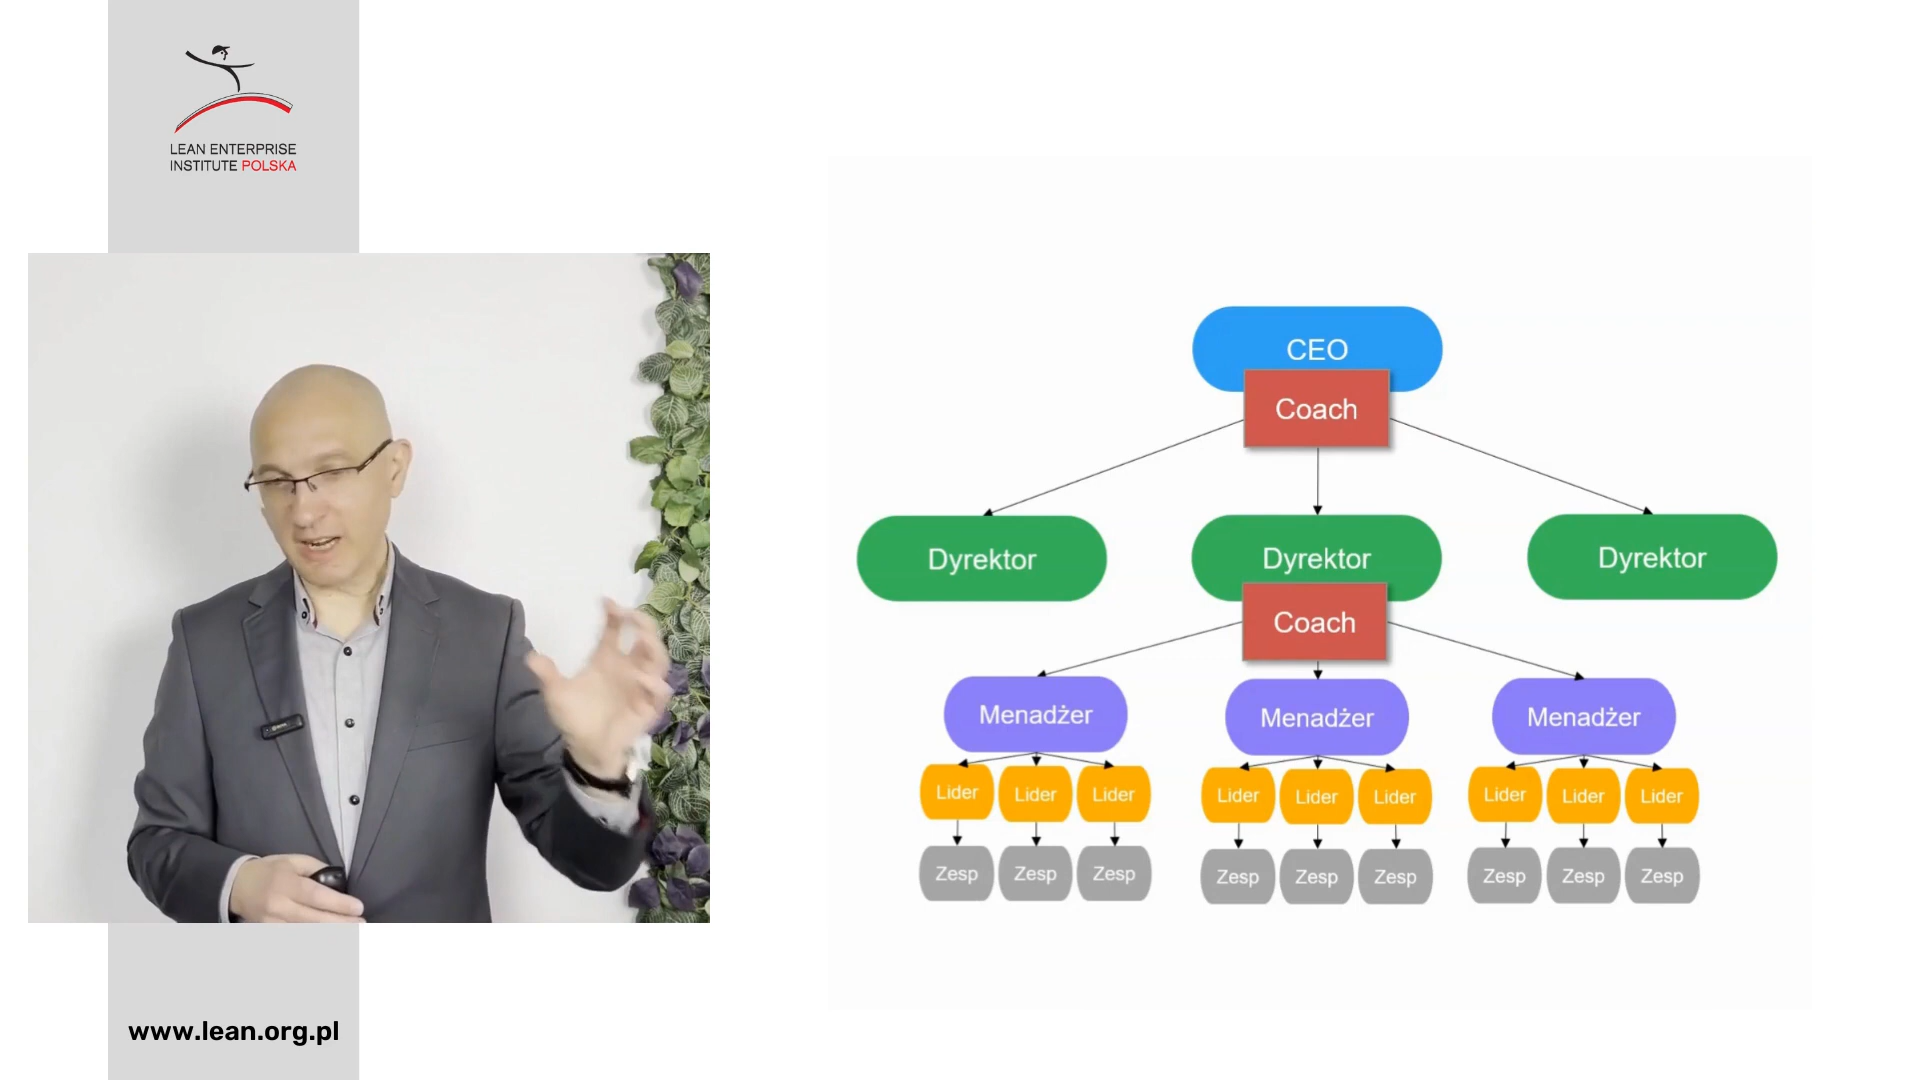 LEAN ENTERPRISE
INSTITUTE POLSKA
CEO
Coach
Dyrektor
Dyrektor
Dyrektor
Coach
Menadżer
Menadżer
Menadżer
Lider
Lider
Lider
Lider
Lider
Lider
Lider
Lider
Lider
Zesp
Zesp
Zesp
Zesp
Zesp
Zesp
Zesp
Zesp
Zesp
www.lean.org.pl